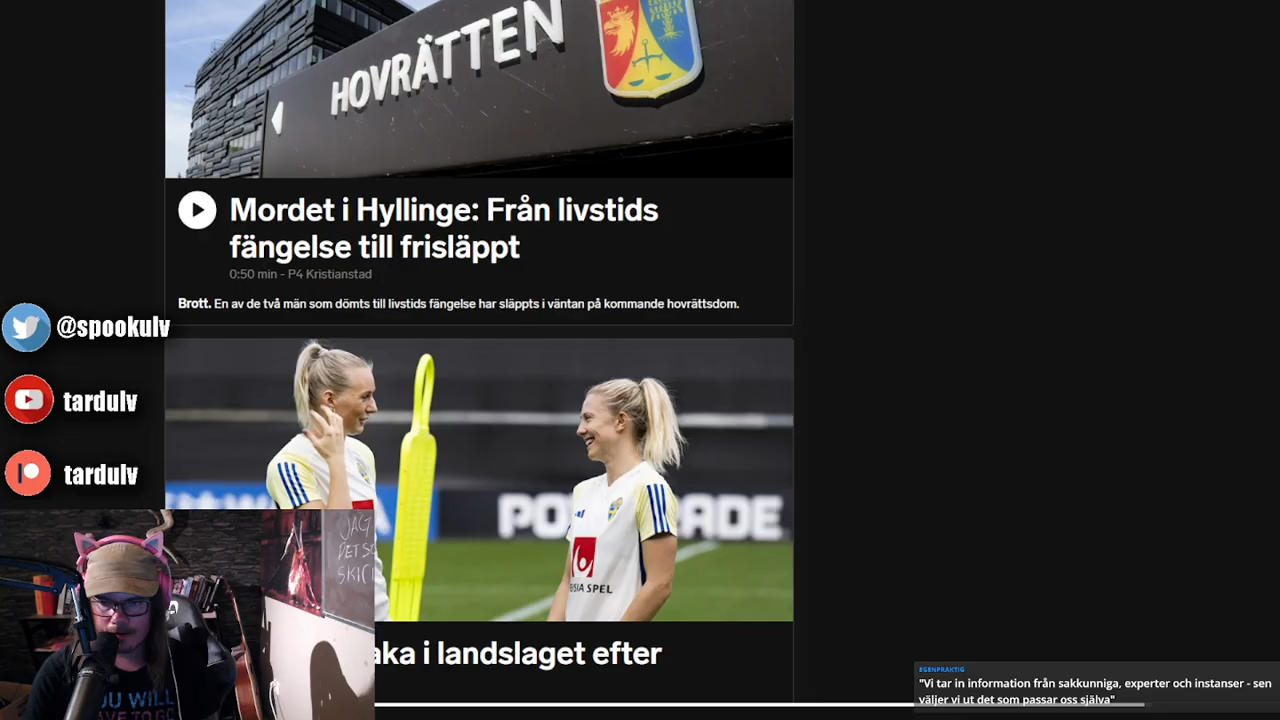 HOVRÄTTEN
Mordet i Hyllinge: Från livstids
fängelse till frisläppt
0:50 min - P4 Kristianstad
Brott. En av de två män som dömts till livstids fängelse har släppts i väntan på kommande hovrättsdom.
@spookulv
tardulv
tardulv
JAG
SPEL
aka i landslaget efter
EGENPRAKTIG
"Vi tar in information från sakkunniga, experter och instanser - sen
väljer vi ut det som passar oss själva"